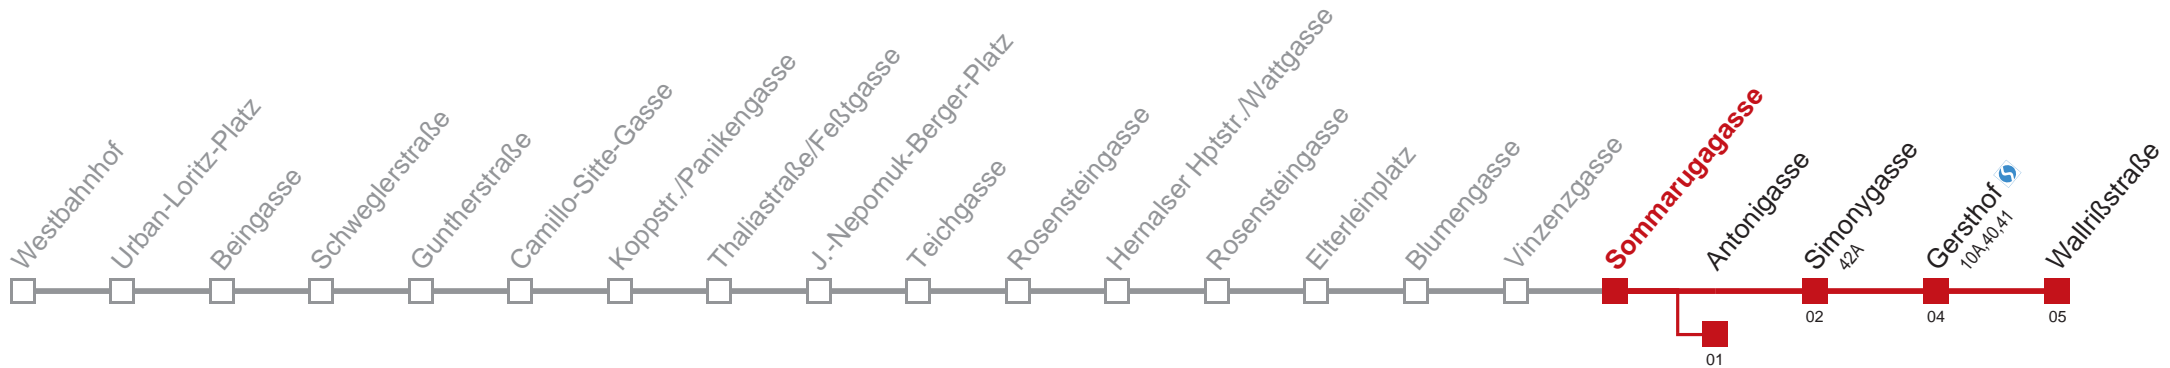 Westbahnhof
Urban-Loritz-Platz
Beingasse
Schweglerstraße
Guntherstraße
Camillo-Sitte-Gasse
Koppstr./Panikengasse
Thaliastraße/Feßtgasse
J.-Nepomuk-Berger-Platz
Teichgasse
Rosensteingasse
Hernalser Hptstr./Wattgasse
Rosensteingasse
Elterleinplatz
Blumengasse
Vinzenzgasse
Sommarugagasse
Antonigasse
Simonygasse
42A
Gersthof
10A,40,41
Wallrißstraße
02
04
05
01